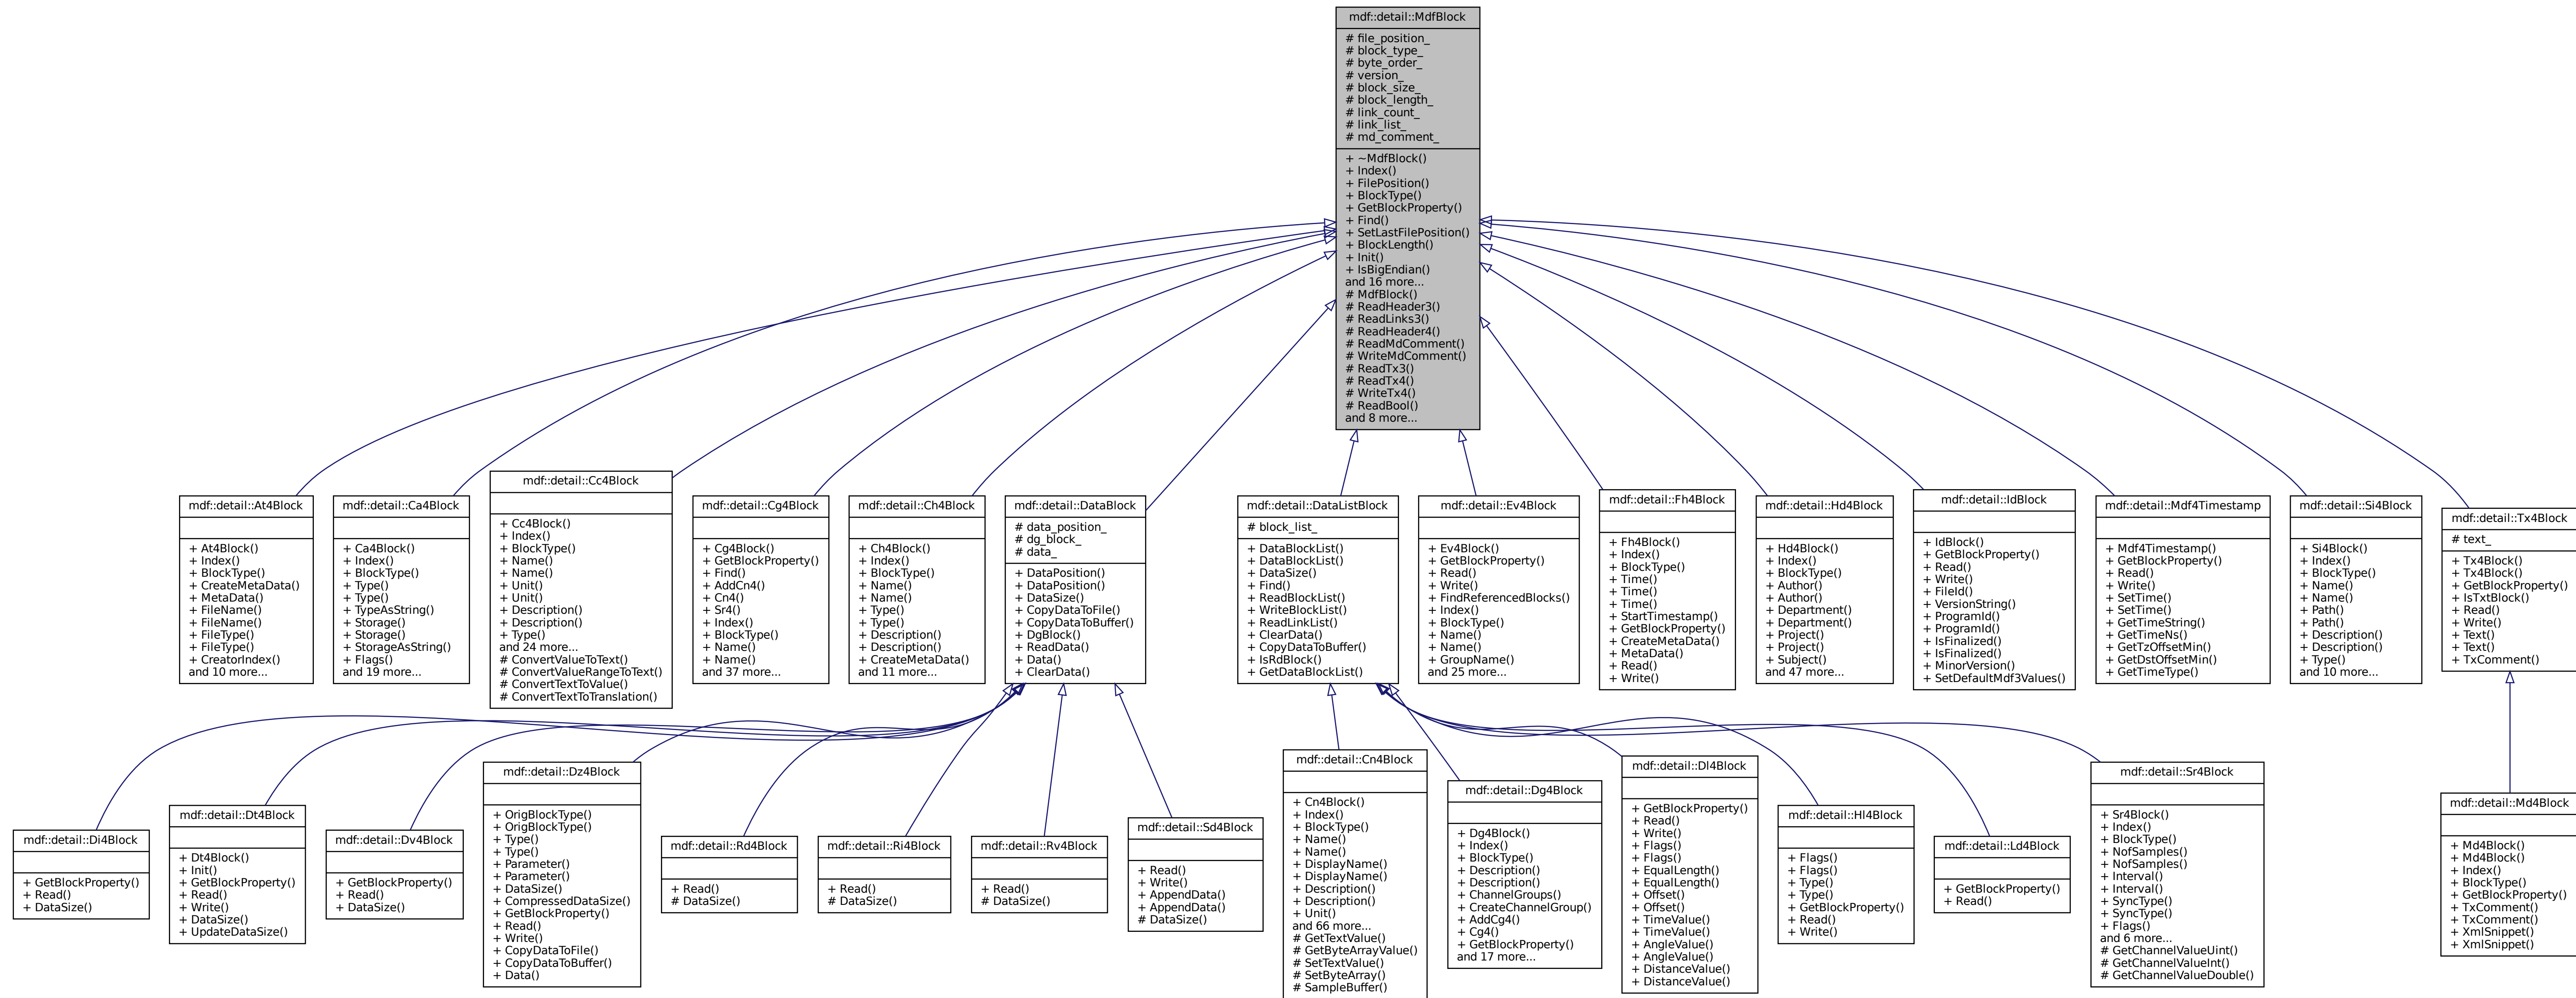 mdf::detail::MdfBlock
# file_position_
# block_type_
# byte_order_
# version_
# block_size_
# block_length_
# link_count_
# link_list_
# md_comment_
+ ~MdfBlock()
+ Index()
+ FilePosition()
+ BlockType()
+ GetBlockProperty()
+ Find()
+ SetLastFilePosition()
+ BlockLength()
+ Init()
+ IsBigEndian()
and 16 more...
# MdfBlock()
# ReadHeader3()
# ReadLinks3()
# ReadHeader4()
# ReadMdComment()
# WriteMdComment()
# ReadTx3()
# ReadTx4()
# WriteTx4()
# ReadBool()
and 8 more...
mdf::detail::At4Block
+ At4Block()
+ Index()
+ BlockType()
+ CreateMetaData()
+ MetaData()
+ FileName()
+ FileName()
+ FileType()
+ FileType()
+ CreatorIndex()
and 10 more...
mdf::detail::Ca4Block
+ Ca4Block()
+ Index()
+ BlockType()
+ Type()
+ Type()
+ TypeAsString()
+ Storage()
+ Storage()
+ StorageAsString()
+ Flags()
and 19 more...
mdf::detail::Cc4Block
+ Cc4Block()
+ Index()
+ BlockType()
+ Name()
+ Name()
+ Unit()
+ Unit()
+ Description()
+ Description()
+ Type()
and 24 more...
# ConvertValueToText()
# ConvertValueRangeToText()
# ConvertTextToValue()
# ConvertTextToTranslation()
mdf::detail::Cg4Block
+ Cg4Block()
+ GetBlockProperty()
+ Find()
+ AddCn4()
+ Cn4()
+ Sr4()
+ Index()
+ BlockType()
+ Name()
+ Name()
and 37 more...
mdf::detail::Ch4Block
+ Ch4Block()
+ Index()
+ BlockType()
+ Name()
+ Name()
+ Type()
+ Type()
+ Description()
+ Description()
+ CreateMetaData()
and 11 more...
mdf::detail::DataBlock
# data_position_
# dg_block_
# data_
+ DataPosition()
+ DataPosition()
+ DataSize()
+ CopyDataToFile()
+ CopyDataToBuffer()
+ DgBlock()
+ ReadData()
+ Data()
+ ClearData()
mdf::detail::DataListBlock
# block_list_
+ DataBlockList()
+ DataBlockList()
+ DataSize()
+ Find()
+ ReadBlockList()
+ WriteBlockList()
+ ReadLinkList()
+ ClearData()
+ CopyDataToBuffer()
+ IsRdBlock()
+ GetDataBlockList()
mdf::detail::Ev4Block
+ Ev4Block()
+ GetBlockProperty()
+ Read()
+ Write()
+ FindReferencedBlocks()
+ Index()
+ BlockType()
+ Name()
+ Name()
+ GroupName()
and 25 more...
mdf::detail::Fh4Block
+ Fh4Block()
+ Index()
+ BlockType()
+ Time()
+ Time()
+ Time()
+ StartTimestamp()
+ GetBlockProperty()
+ CreateMetaData()
+ MetaData()
+ Read()
+ Write()
mdf::detail::Hd4Block
+ Hd4Block()
+ Index()
+ BlockType()
+ Author()
+ Author()
+ Department()
+ Department()
+ Project()
+ Project()
+ Subject()
and 47 more...
mdf::detail::IdBlock
+ IdBlock()
+ GetBlockProperty()
+ Read()
+ Write()
+ FileId()
+ VersionString()
+ ProgramId()
+ ProgramId()
+ IsFinalized()
+ IsFinalized()
+ MinorVersion()
+ SetDefaultMdf3Values()
mdf::detail::Mdf4Timestamp
+ Mdf4Timestamp()
+ GetBlockProperty()
+ Read()
+ Write()
+ SetTime()
+ SetTime()
+ GetTimeString()
+ GetTimeNs()
+ GetTzOffsetMin()
+ GetDstOffsetMin()
+ GetTimeType()
mdf::detail::Si4Block
+ Si4Block()
+ Index()
+ BlockType()
+ Name()
+ Name()
+ Path()
+ Path()
+ Description()
+ Description()
+ Type()
and 10 more...
mdf::detail::Tx4Block
# text_
+ Tx4Block()
+ Tx4Block()
+ GetBlockProperty()
+ IsTxtBlock()
+ Read()
+ Write()
+ Text()
+ Text()
+ TxComment()
mdf::detail::Di4Block
+ GetBlockProperty()
+ Read()
+ DataSize()
mdf::detail::Dt4Block
+ Dt4Block()
+ Init()
+ GetBlockProperty()
+ Read()
+ Write()
+ DataSize()
+ UpdateDataSize()
mdf::detail::Dv4Block
+ GetBlockProperty()
+ Read()
+ DataSize()
mdf::detail::Dz4Block
+ OrigBlockType()
+ OrigBlockType()
+ Type()
+ Type()
+ Parameter()
+ Parameter()
+ DataSize()
+ CompressedDataSize()
+ GetBlockProperty()
+ Read()
+ Write()
+ CopyDataToFile()
+ CopyDataToBuffer()
+ Data()
mdf::detail::Rd4Block
+ Read()
# DataSize()
mdf::detail::Ri4Block
+ Read()
# DataSize()
mdf::detail::Rv4Block
+ Read()
# DataSize()
mdf::detail::Sd4Block
+ Read()
+ Write()
+ AppendData()
+ AppendData()
# DataSize()
mdf::detail::Cn4Block
+ Cn4Block()
+ Index()
+ BlockType()
+ Name()
+ Name()
+ DisplayName()
+ DisplayName()
+ Description()
+ Description()
+ Unit()
and 66 more...
# GetTextValue()
# GetByteArrayValue()
# SetTextValue()
# SetByteArray()
# SampleBuffer()
mdf::detail::Dg4Block
+ Dg4Block()
+ Index()
+ BlockType()
+ Description()
+ Description()
+ ChannelGroups()
+ CreateChannelGroup()
+ AddCg4()
+ Cg4()
+ GetBlockProperty()
and 17 more...
mdf::detail::Dl4Block
+ GetBlockProperty()
+ Read()
+ Write()
+ Flags()
+ Flags()
+ EqualLength()
+ EqualLength()
+ Offset()
+ Offset()
+ TimeValue()
+ TimeValue()
+ AngleValue()
+ AngleValue()
+ DistanceValue()
+ DistanceValue()
mdf::detail::Hl4Block
+ Flags()
+ Flags()
+ Type()
+ Type()
+ GetBlockProperty()
+ Read()
+ Write()
mdf::detail::Ld4Block
+ GetBlockProperty()
+ Read()
mdf::detail::Sr4Block
+ Sr4Block()
+ Index()
+ BlockType()
+ NofSamples()
+ NofSamples()
+ Interval()
+ Interval()
+ SyncType()
+ SyncType()
+ Flags()
and 6 more...
# GetChannelValueUint()
# GetChannelValueInt()
# GetChannelValueDouble()
mdf::detail::Md4Block
+ Md4Block()
+ Md4Block()
+ Index()
+ BlockType()
+ GetBlockProperty()
+ TxComment()
+ TxComment()
+ XmlSnippet()
+ XmlSnippet()